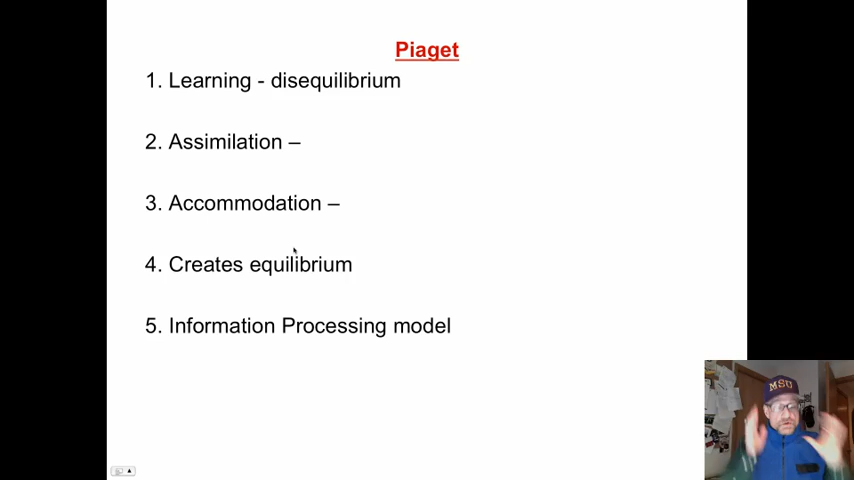 Piaget
1. Learning - disequilibrium
2. Assimilation –
3. Accommodation –
4. Creates equilibrium
5. Information Processing model
MSU